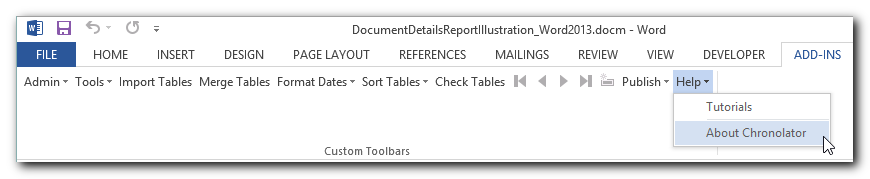 DocumentDetailsReportIllustration_Word2013.docm - Word
FILE HOME INSERT DESIGN PAGE LAYOUT REFERENCES MAILINGS REVIEW VIEW DEVELOPER ADD-INS
Admin Tools Import Tables Merge Tables Format Dates Sort Tables Check Tables Publish Help
Tutorials
About Chronolator
Custom Toolbars